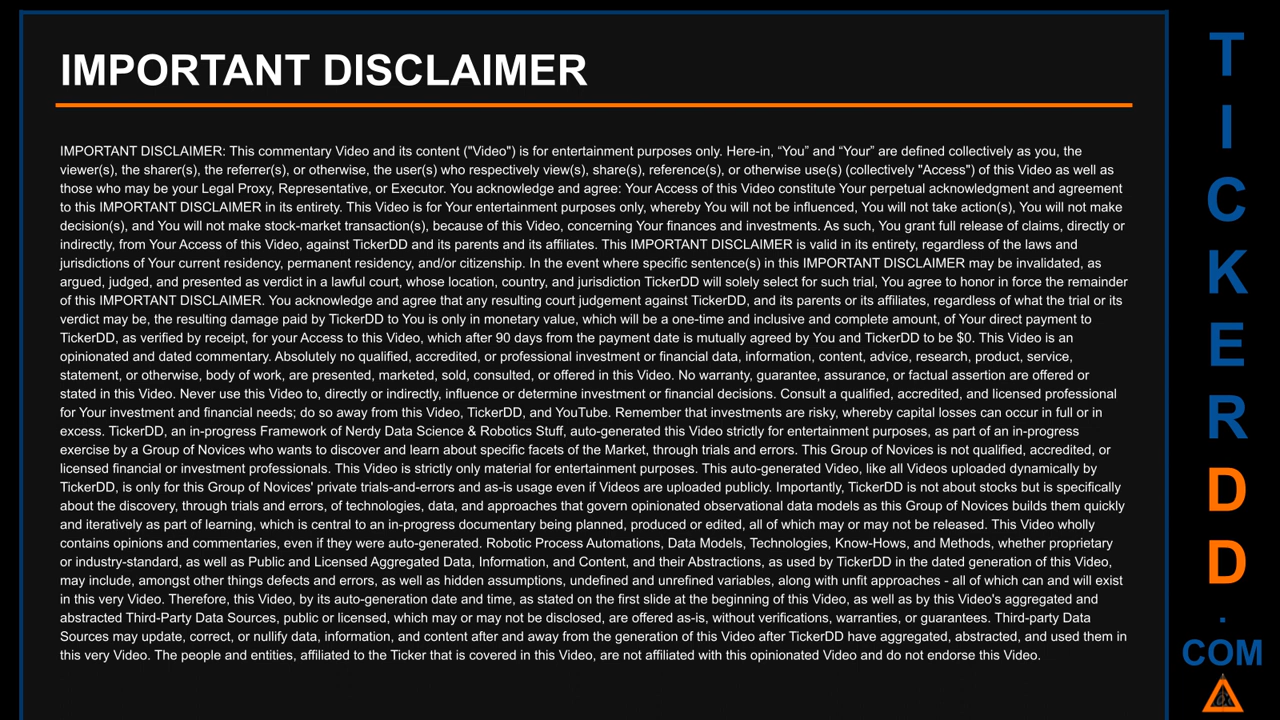 IMPORTANT DISCLAIMER
IMPORTANT DISCLAIMER: This commentary Video and its content ("Video") is for entertainment purposes only. Here-in, “You” and “Your” are defined collectively as you, the
viewer(s), the sharer(s), the referrer(s), or otherwise, the user(s) who respectively view(s), share(s), reference(s), or otherwise use(s) (collectively "Access") of this Video as well as
those who may be your Legal Proxy, Representative, or Executor. You acknowledge and agree: Your Access of this Video constitute Your perpetual acknowledgment and agreement
to this IMPORTANT DISCLAIMER in its entirety. This Video is for Your entertainment purposes only, whereby You will not be influenced, You will not take action(s), You will not make
decision(s), and You will not make stock-market transaction(s), because of this Video, concerning Your finances and investments. As such, You grant full release of claims, directly or
indirectly, from Your Access of this Video, against TickerDD and its parents and its affiliates. This IMPORTANT DISCLAIMER is valid in its entirety, regardless of the laws and
jurisdictions of Your current residency, permanent residency, and/or citizenship. In the event where specific sentence(s) in this IMPORTANT DISCLAIMER may be invalidated, as
argued, judged, and presented as verdict in a lawful court, whose location, country, and jurisdiction TickerDD will solely select for such trial, You agree to honor in force the remainder
of this IMPORTANT DISCLAIMER. You acknowledge and agree that any resulting court judgement against TickerDD, and its parents or its affiliates, regardless of what the trial or its
verdict may be, the resulting damage paid by TickerDD to You is only in monetary value, which will be a one-time and inclusive and complete amount, of Your direct payment to
TickerDD, as verified by receipt, for your Access to this Video, which after 90 days from the payment date is mutually agreed by You and TickerDD to be $0. This Video is an
opinionated and dated commentary. Absolutely no qualified, accredited, or professional investment or financial data, information, content, advice, research, product, service,
statement, or otherwise, body of work, are presented, marketed, sold, consulted, or offered in this Video. No warranty, guarantee, assurance, or factual assertion are offered or
stated in this Video. Never use this Video to, directly or indirectly, influence or determine investment or financial decisions. Consult a qualified, accredited, and licensed professional
for Your investment and financial needs; do so away from this Video, TickerDD, and YouTube. Remember that investments are risky, whereby capital losses can occur in full or in
excess. TickerDD, an in-progress Framework of Nerdy Data Science & Robotics Stuff, auto-generated this Video strictly for entertainment purposes, as part of an in-progress
exercise by a Group of Novices who wants to discover and learn about specific facets of the Market, through trials and errors. This Group of Novices is not qualified, accredited, or
licensed financial or investment professionals. This Video is strictly only material for entertainment purposes. This auto-generated Video, like all Videos uploaded dynamically by
TickerDD, is only for this Group of Novices' private trials-and-errors and as-is usage even if Videos are uploaded publicly. Importantly, TickerDD is not about stocks but is specifically
about the discovery, through trials and errors, of technologies, data, and approaches that govern opinionated observational data models as this Group of Novices builds them quickly
and iteratively as part of learning, which is central to an in-progress documentary being planned, produced or edited, all of which may or may not be released. This Video wholly
contains opinions and commentaries, even if they were auto-generated. Robotic Process Automations, Data Models, Technologies, Know-Hows, and Methods, whether proprietary
or industry-standard, as well as Public and Licensed Aggregated Data, Information, and Content, and their Abstractions, as used by TickerDD in the dated generation of this Video,
may include, amongst other things defects and errors, as well as hidden assumptions, undefined and unrefined variables, along with unfit approaches - all of which can and will exist
in this very Video. Therefore, this Video, by its auto-generation date and time, as stated on the first slide at the beginning of this Video, as well as by this Video's aggregated and
abstracted Third-Party Data Sources, public or licensed, which may or may not be disclosed, are offered as-is, without verifications, warranties, or guarantees. Third-party Data
Sources may update, correct, or nullify data, information, and content after and away from the generation of this Video after TickerDD have aggregated, abstracted, and used them in
this very Video. The people and entities, affiliated to the Ticker that is covered in this Video, are not affiliated with this opinionated Video and do not endorse this Video.
T
I
C
K
E
R
D
D
.
COM